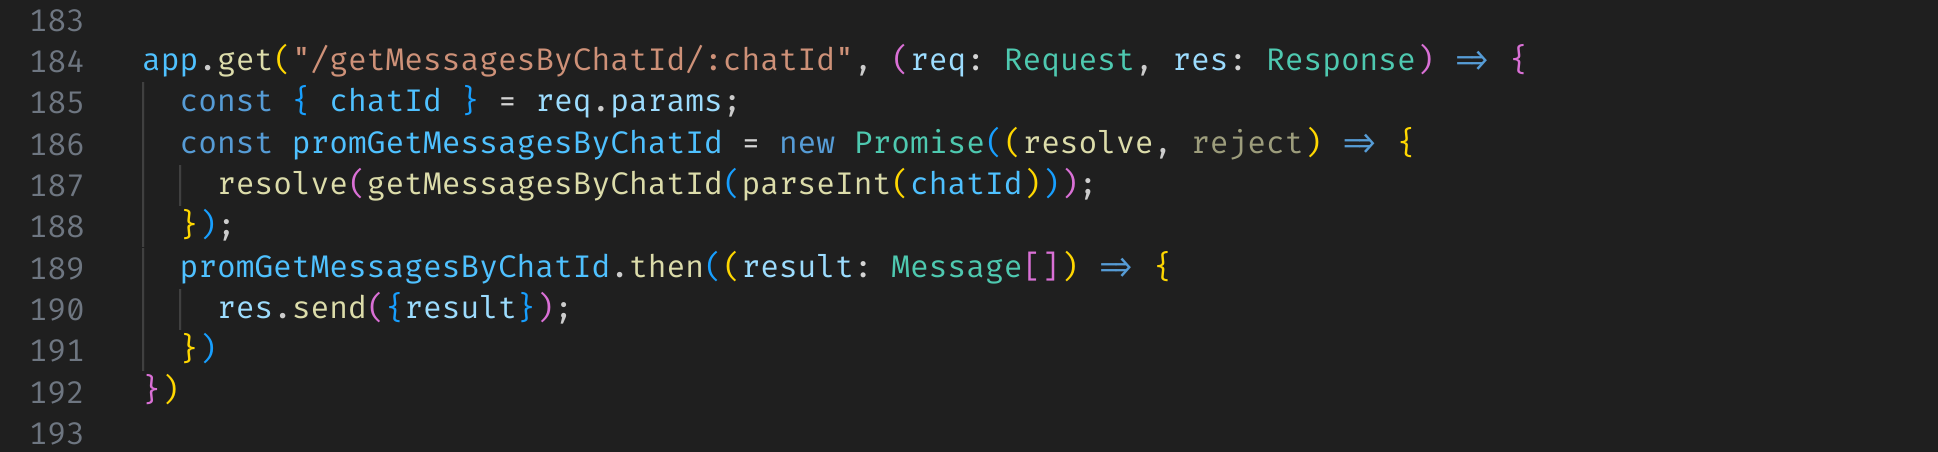 183
184 app.get("/getMessagesByChatId/:chatId", (req: Request, res: Response) => {
185 const { chatId } = req.params;
186 const promGetMessagesByChatId = new Promise((resolve, reject) => {
187 resolve(getMessagesByChatId(parseInt(chatId)));
188 });
189 promGetMessagesByChatId.then((result: Message[]) => {
190 res.send({result});
191 })
192 })
193